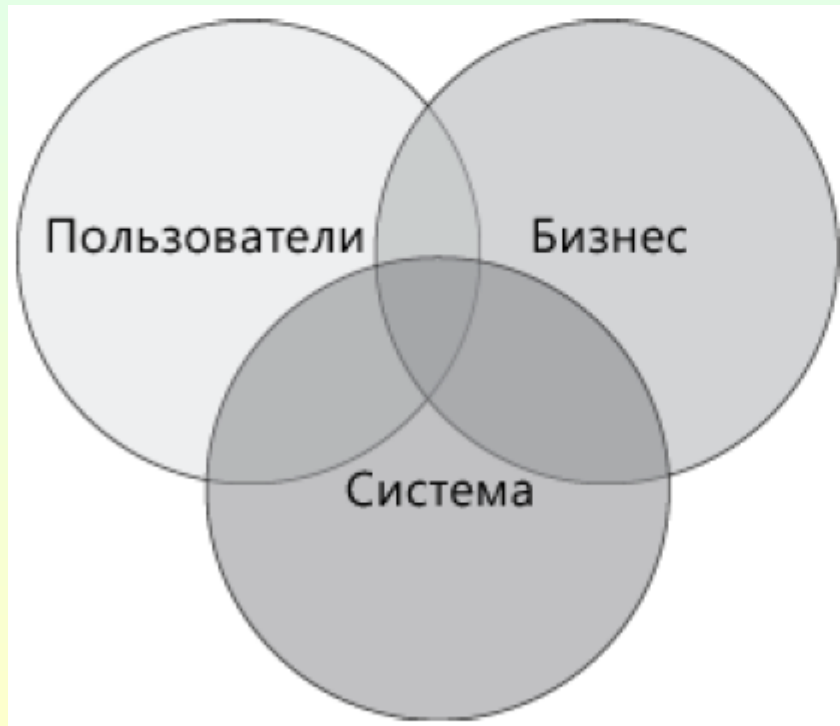 Пользователи
Бизнес
Система